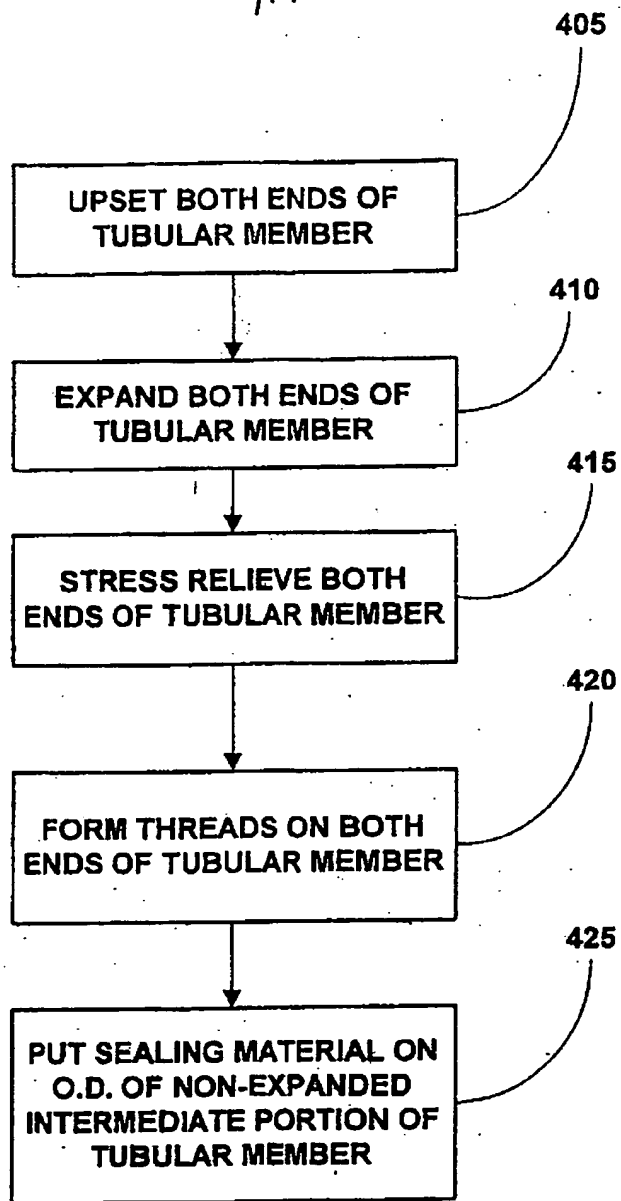 405
UPSET BOTH ENDS OF
TUBULAR MEMBER
410
EXPAND BOTH ENDS OF
TUBULAR MEMBER
415
STRESS RELIEVE BOTH
ENDS OF TUBULAR MEMBER
420
FORM THREADS ON BOTH
ENDS OF TUBULAR MEMBER
425
PUT SEALING MATERIAL ON
O.D. OF NON-EXPANDED
INTERMEDIATE PORTION OF
TUBULAR MEMBER